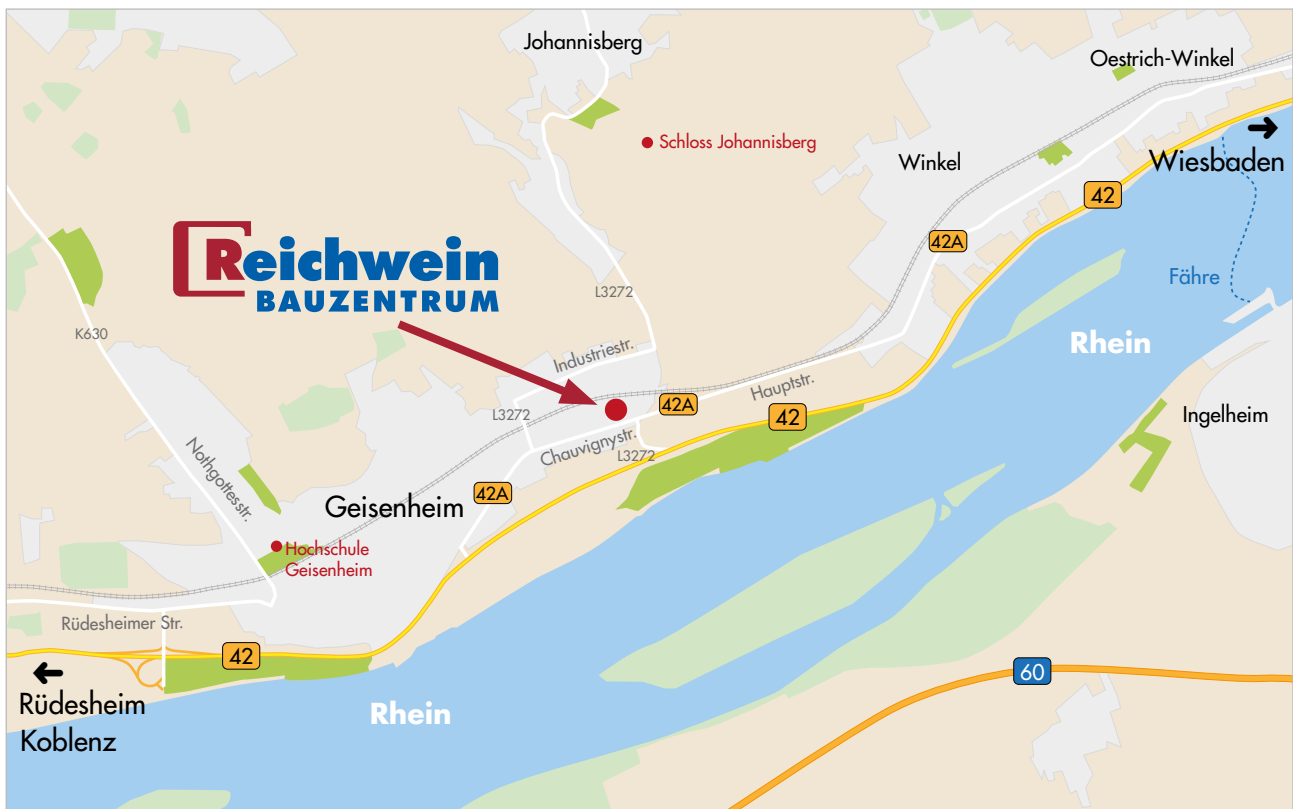 Johannisberg
Oestrich-Winkel
Schloss Johannisberg
Winkel
Wiesbaden
42
42A
Reichwein
BAUZENTRUM
L3272
Fähre
K630
Rhein
Industriestr.
Hauptstr.
42A
42
L3272
Chauvignystr.
L3272
Ingelheim
Nothgottesstr.
Geisenheim
42A
Hochschule
Geisenheim
Rüdesheimer Str.
42
60
Rüdesheim
Koblenz
Rhein